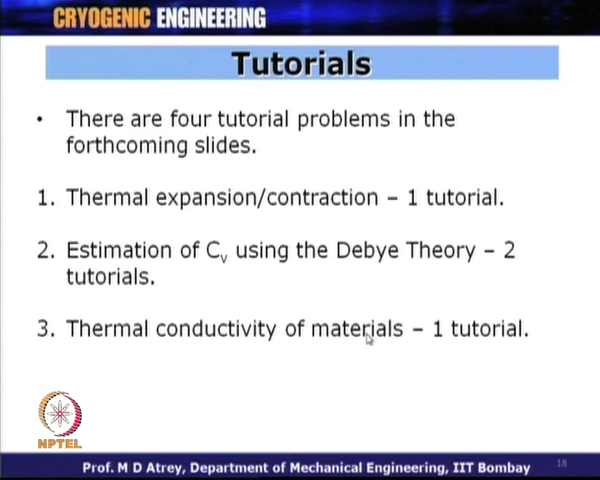 CRYOGENIC ENGINEERING
Tutorials
• There are four tutorial problems in the
forthcoming slides.
1. Thermal expansion/contraction – 1 tutorial.
2. Estimation of Cv using the Debye Theory – 2
tutorials.
3. Thermal conductivity of materials – 1 tutorial.
NPTEL
Prof. M D Atrey, Department of Mechanical Engineering, IIT Bombay
18